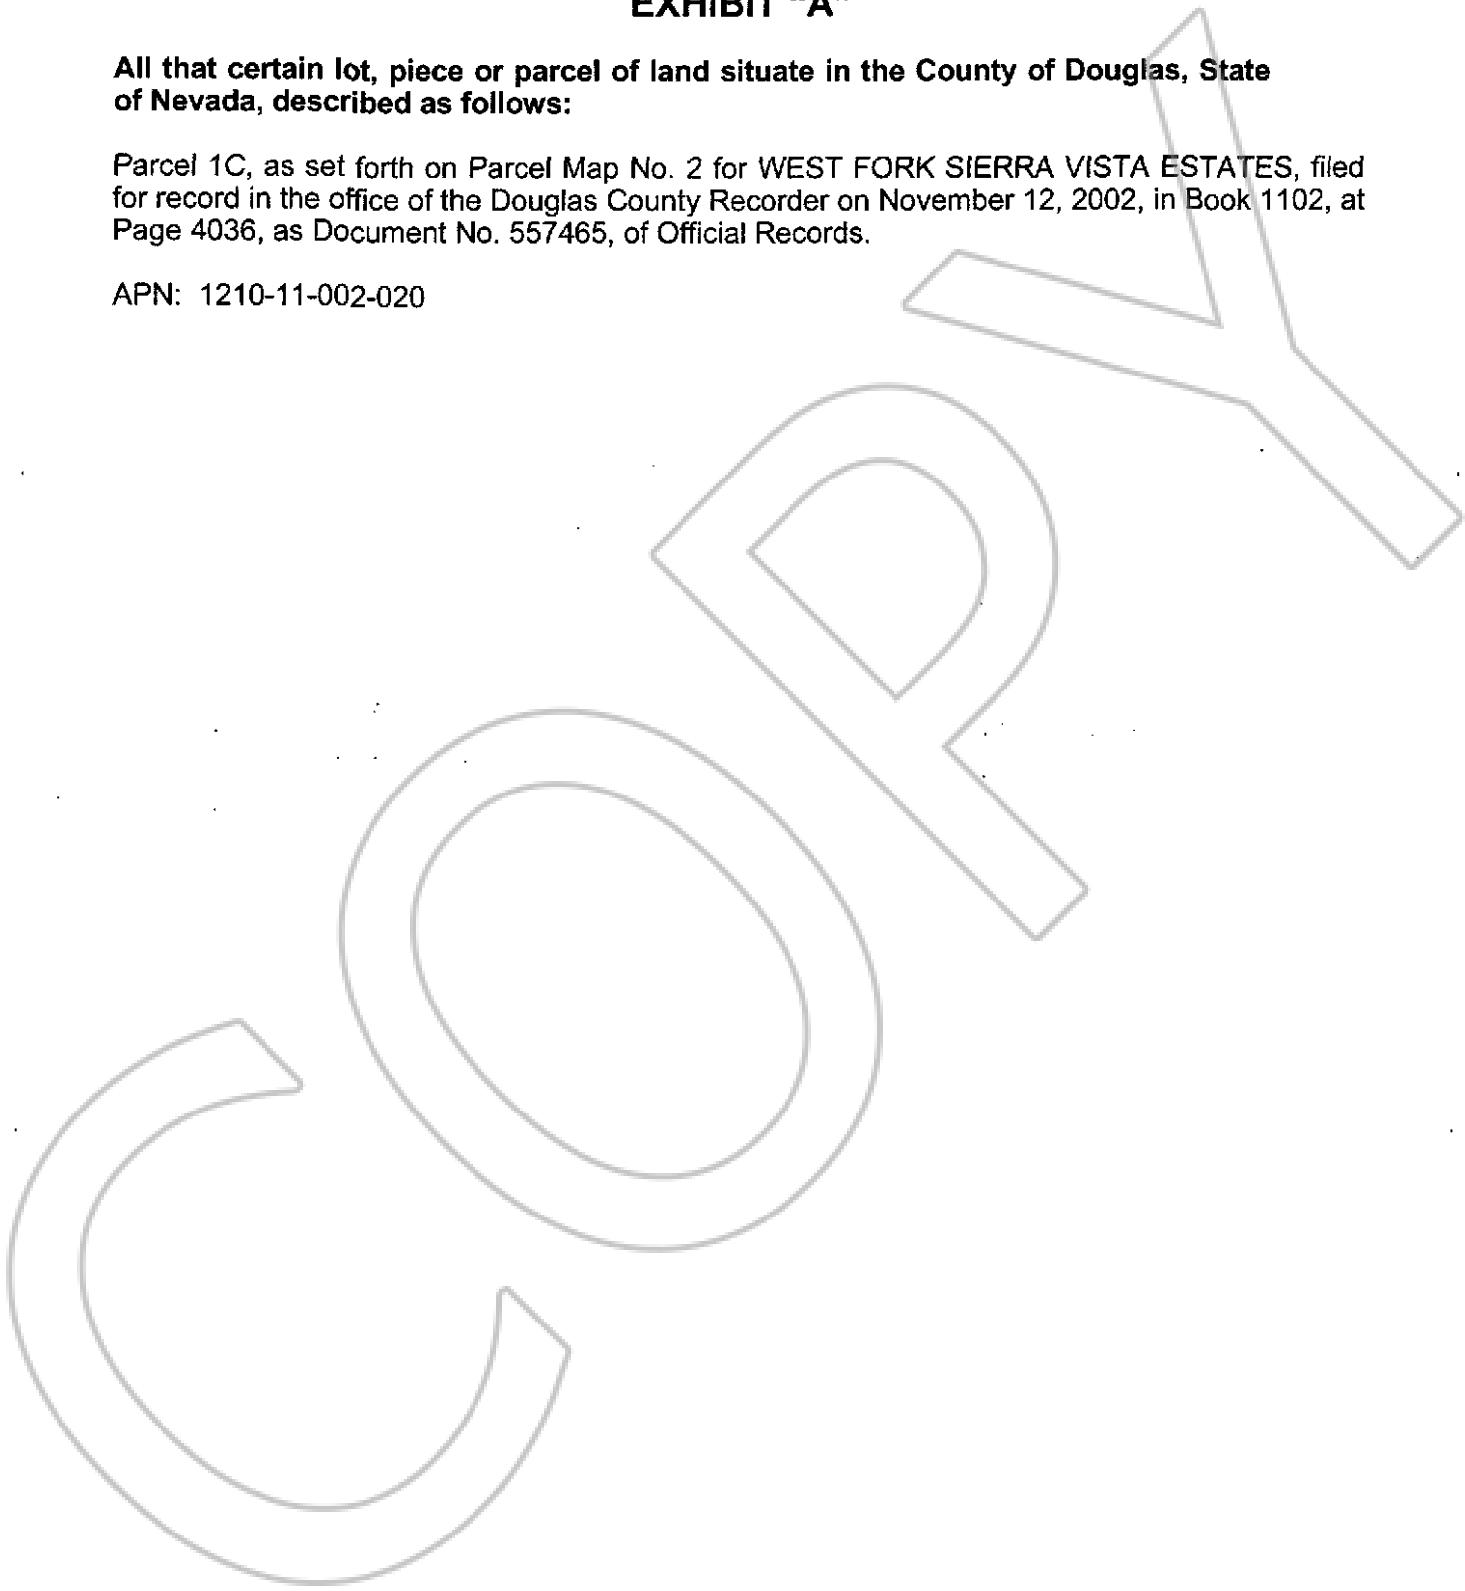 EXHIBIT "A"
All that certain lot, piece or parcel of land situate in the County of Douglas, State
of Nevada, described as follows:
Parcel 1C, as set forth on Parcel Map No. 2 for WEST FORK SIERRA VISTA ESTATES, filed
for record in the office of the Douglas County Recorder on November 12, 2002, in Book 1102, at
Page 4036, as Document No. 557465, of Official Records.
APN: 1210-11-002-020
COPY